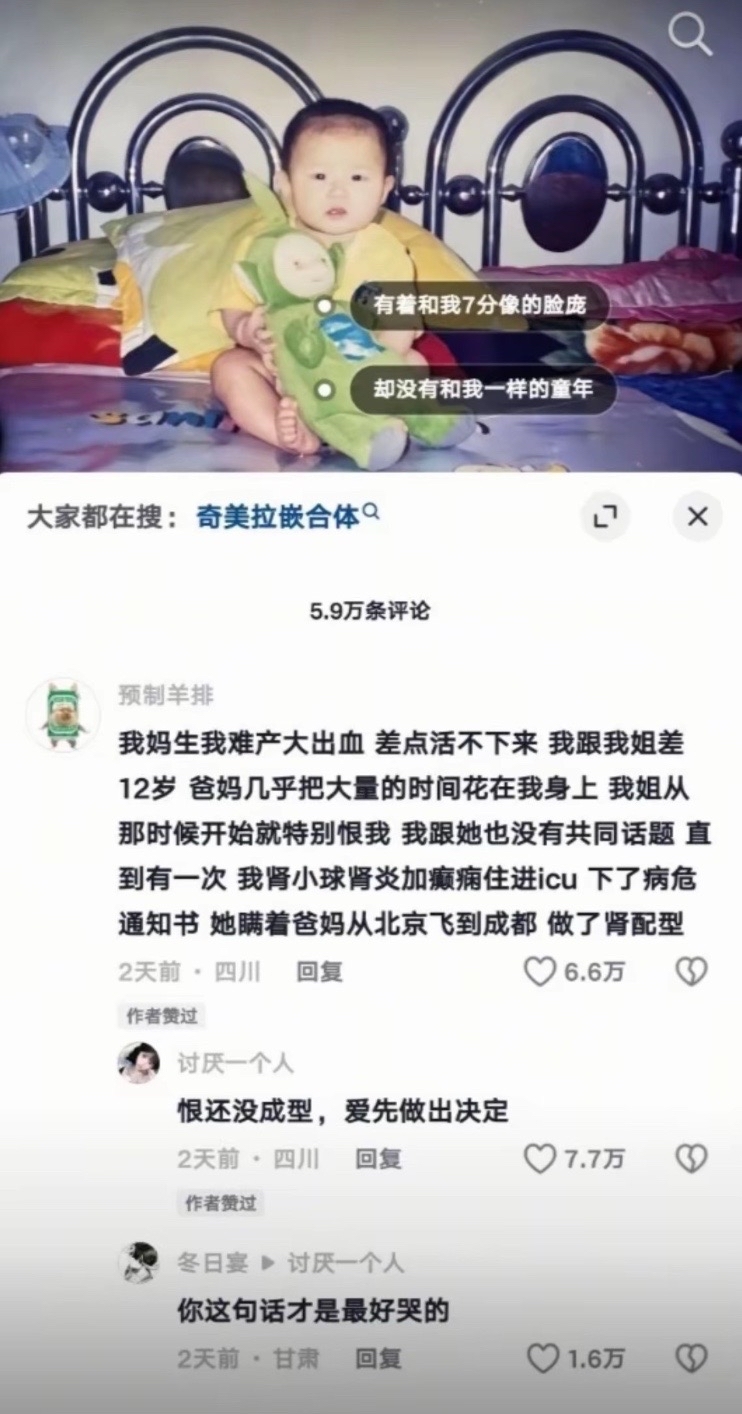 有着和我7分像的脸庞
却没有和我一样的童年
大家都在搜：奇美拉嵌合体
5.9万条评论
预制羊排
我妈生我难产大出血 差点活不下来 我跟我姐差
12岁 爸妈几乎把大量的时间花在我身上 我姐从
那时候开始就特别恨我 我跟她也没有共同话题 直
到有一次 我肾小球肾炎加癫痫住进icu 下了病危
通知书 她瞒着爸妈从北京飞到成都 做了肾配型
2天前 · 四川 回复 6.6万
作者赞过
讨厌一个人
恨还没成型，爱先做出决定
2天前 · 四川 回复 7.7万
作者赞过
冬日宴 ▶ 讨厌一个人
你这句话才是最好哭的
2天前 · 甘肃 回复 1.6万